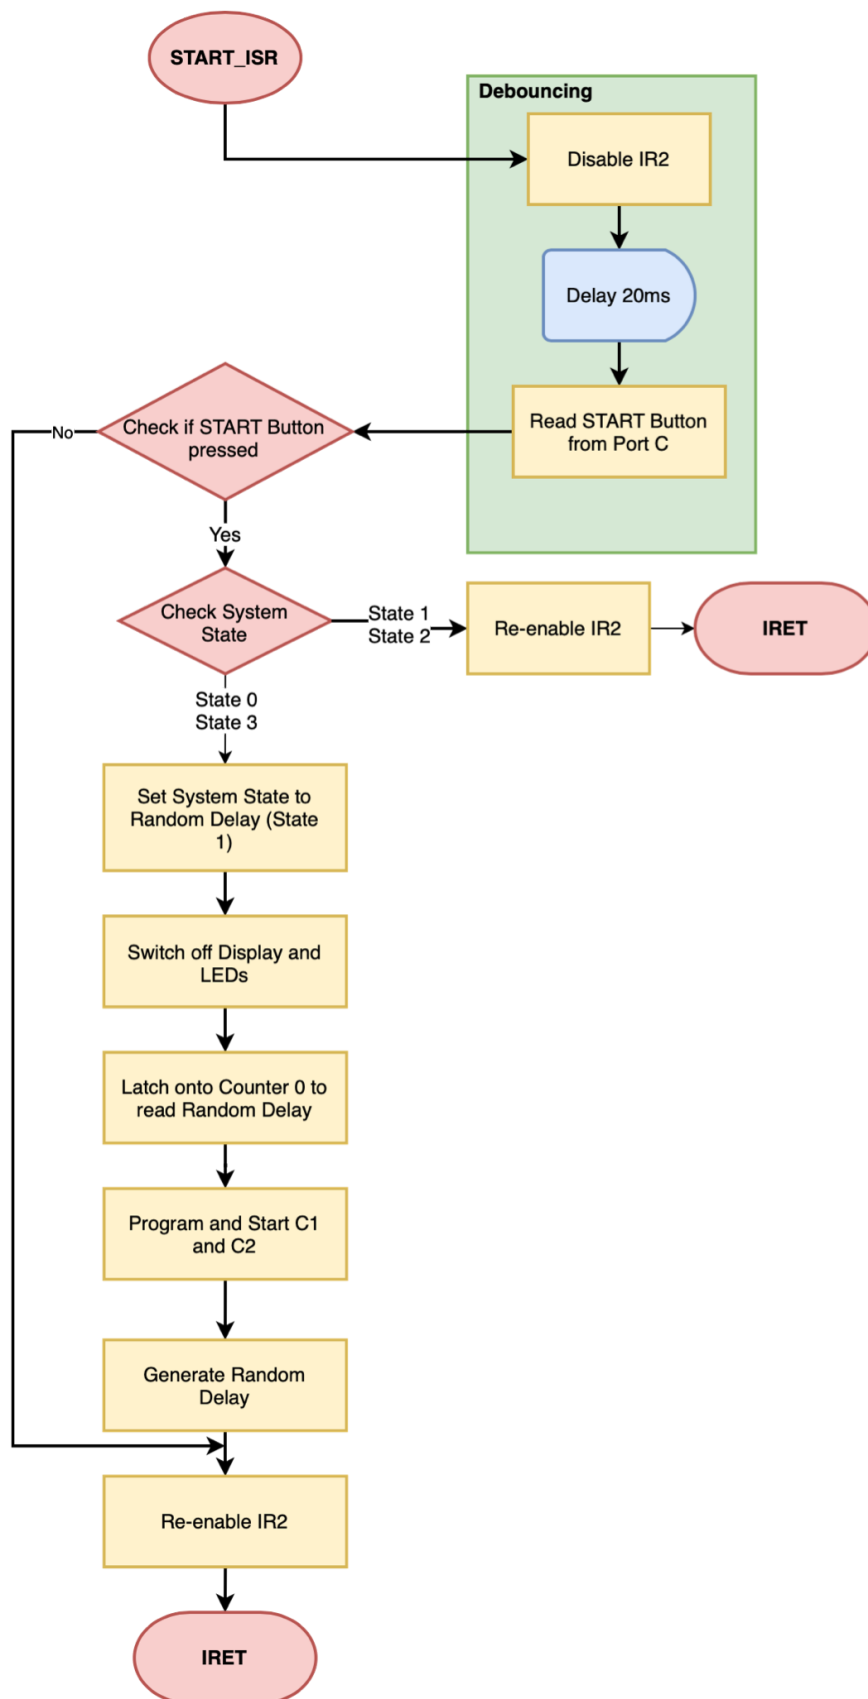 START_ISR
Debouncing
Disable IR2
Delay 20ms
Read START Button
from Port C
Check if START Button
pressed
No
Yes
Check System
State
State 1
State 2
Re-enable IR2
IRET
State 0
State 3
Set System State to
Random Delay (State
1)
Switch off Display and
LEDs
Latch onto Counter 0 to
read Random Delay
Program and Start C1
and C2
Generate Random
Delay
Re-enable IR2
IRET